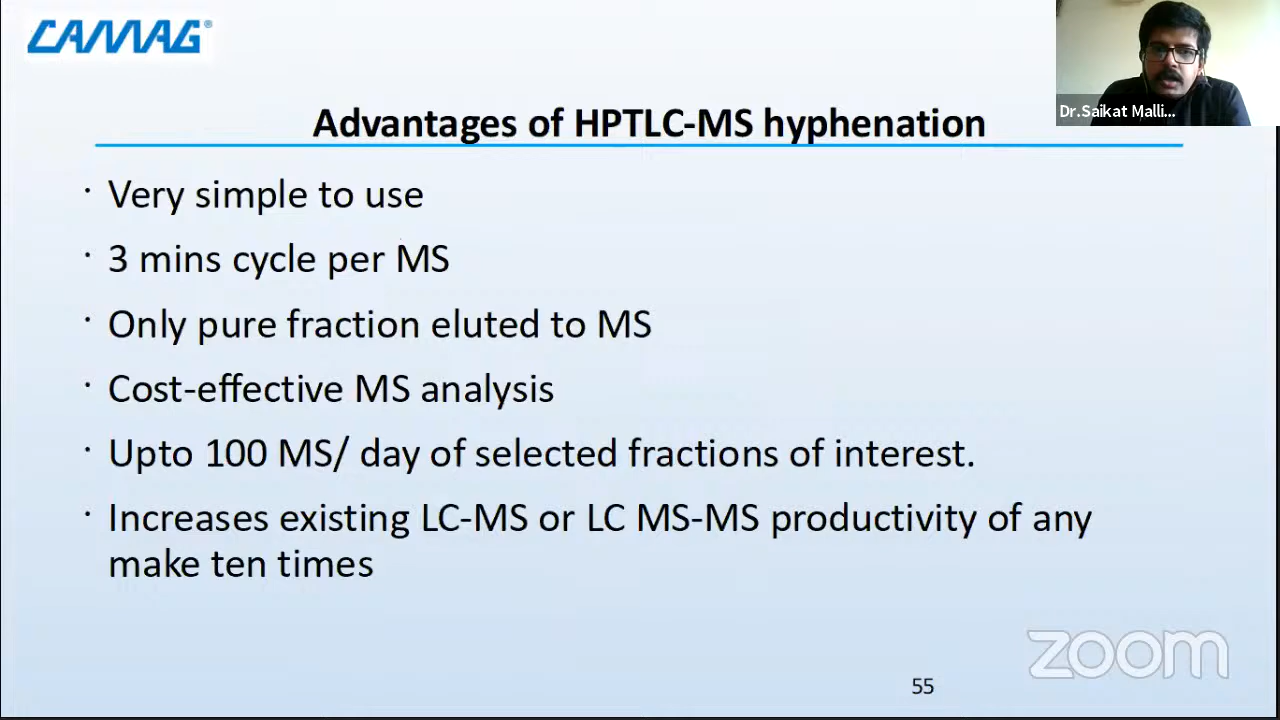 CAMAG®
Dr.Saikat Malli...
Advantages of HPTLC-MS hyphenation
· Very simple to use
· 3 mins cycle per MS
· Only pure fraction eluted to MS
· Cost-effective MS analysis
· Upto 100 MS/ day of selected fractions of interest.
· Increases existing LC-MS or LC MS-MS productivity of any
make ten times
zoom
55